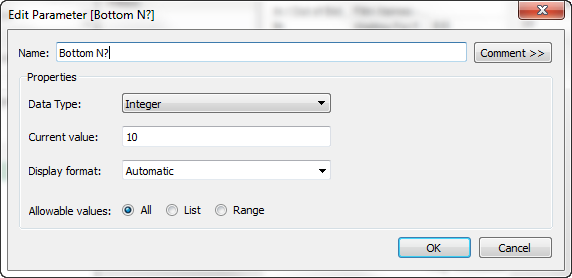 Edit Parameter [Bottom N?]
Name: Bottom N? Comment >>
Properties
Data Type: Integer
Current value: 10
Display format: Automatic
Allowable values: All List Range
OK Cancel